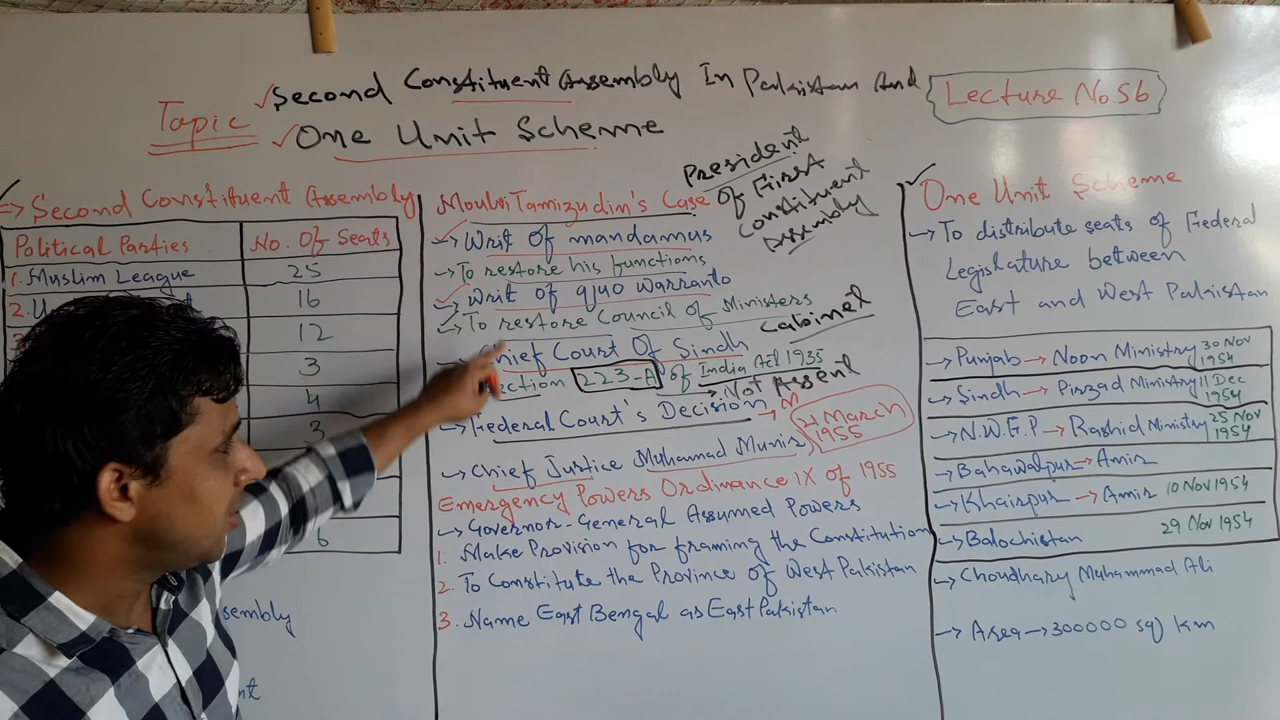 Second Constituent Assembly In Pakistan And
Lecture No. 56
Topic
One Unit Scheme
Second Constituent Assembly
Political Parties No. Of Seats
1. Muslim League 25
2. 16
12
3
4
3
6
sembly
nt
Moulvi Tamizudin's Case
President
Of First
Constituent
Assembly
Writ Of mandamus
To restore his functions
Writ Of quo Warranto
To restore Council of Ministers
Cabinet
Chief Court Of Sindh
ection 223-A of India Act 1935
Not Assent
Federal Court's Decision
21 March
1955
Chief Justice Muhamad Munir
Emergency Powers Ordinance IX of 1955
Governor-General Assumed Powers
1. Make Provision for framing the Constitution
2. To Constitute the Province of West Pakistan
3. Name East Bengal as East Pakistan
One Unit Scheme
To distribute seats of Federal
Legislature between
East and West Pakistan
Punjab → Noon Ministry 30 Nov 1954
Sindh → Pirzad Ministry 11 Dec 1954
N.W.F.P → Rashid Ministry 25 Nov 1954
Bahawalpur → Amir
Khairpur → Amir 10 Nov 1954
Balochistan 29 Nov 1954
Choudhary Muhammad Ali
Area → 300000 sq km